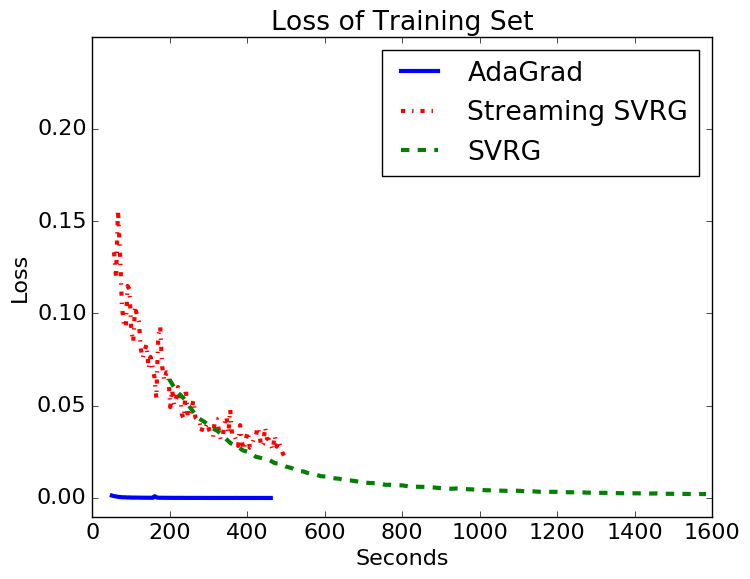 Loss of Training Set
AdaGrad
Streaming SVRG
SVRG
0.20
0.15
0.10
0.05
0.00
Loss
0 200 400 600 800 1000 1200 1400 1600
Seconds